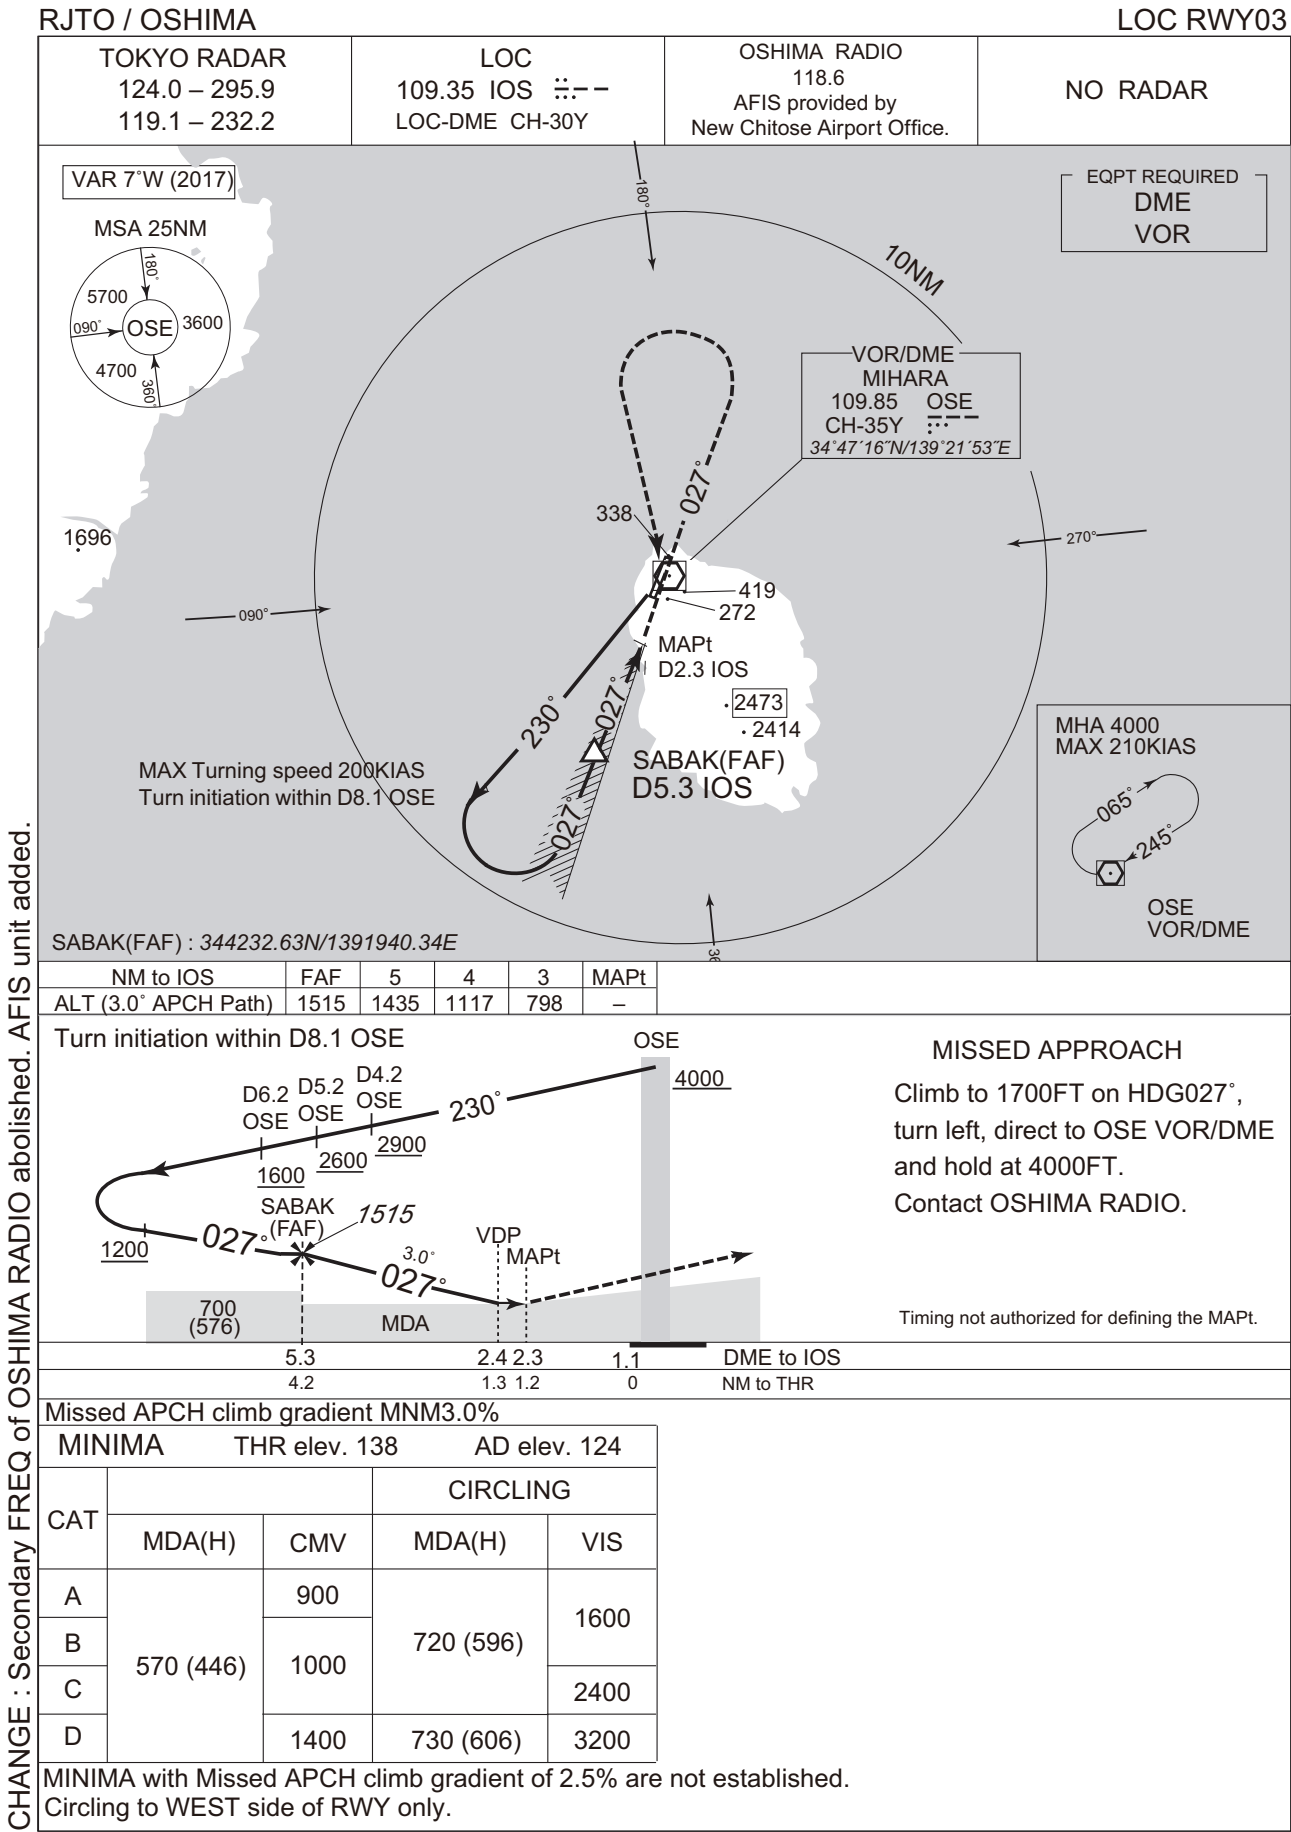 RJTO / OSHIMA
LOC RWY03
TOKYO RADAR
124.0 – 295.9
119.1 – 232.2
LOC
109.35 IOS
LOC-DME CH-30Y
OSHIMA RADIO
118.6
AFIS provided by
New Chitose Airport Office.
NO RADAR
VAR 7°W (2017)
MSA 25NM
180°
5700
3600
090°
OSE
4700
360°
180°
10NM
EQPT REQUIRED
DME
VOR
VOR/DME
MIHARA
109.85 OSE
CH-35Y
34°47´16˝N/139°21´53˝E
027°
338
1696
270°
090°
419
272
MAPt
D2.3 IOS
027°
230°
2473
2414
SABAK(FAF)
D5.3 IOS
027°
MAX Turning speed 200KIAS
Turn initiation within D8.1 OSE
MHA 4000
MAX 210KIAS
065°
245°
OSE
VOR/DME
SABAK(FAF) : 344232.63N/1391940.34E
NM to IOS FAF 5 4 3 MAPt
ALT (3.0° APCH Path) 1515 1435 1117 798 –
Turn initiation within D8.1 OSE
OSE
4000
D6.2
OSE
D5.2
OSE
D4.2
OSE
230°
2900
2600
1600
SABAK
(FAF)
1515
1200
027°
3.0°
027°
VDP
MAPt
700
(576)
MDA
MISSED APPROACH
Climb to 1700FT on HDG027°,
turn left, direct to OSE VOR/DME
and hold at 4000FT.
Contact OSHIMA RADIO.
Timing not authorized for defining the MAPt.
5.3 2.4 2.3 1.1 DME to IOS
4.2 1.3 1.2 0 NM to THR
Missed APCH climb gradient MNM3.0%
MINIMA THR elev. 138 AD elev. 124
CAT
CIRCLING
MDA(H) CMV MDA(H) VIS
A 900
B
C
D
570 (446)
1000
1400
720 (596)
730 (606)
1600
2400
3200
MINIMA with Missed APCH climb gradient of 2.5% are not established.
Circling to WEST side of RWY only.
CHANGE : Secondary FREQ of OSHIMA RADIO abolished. AFIS unit added.